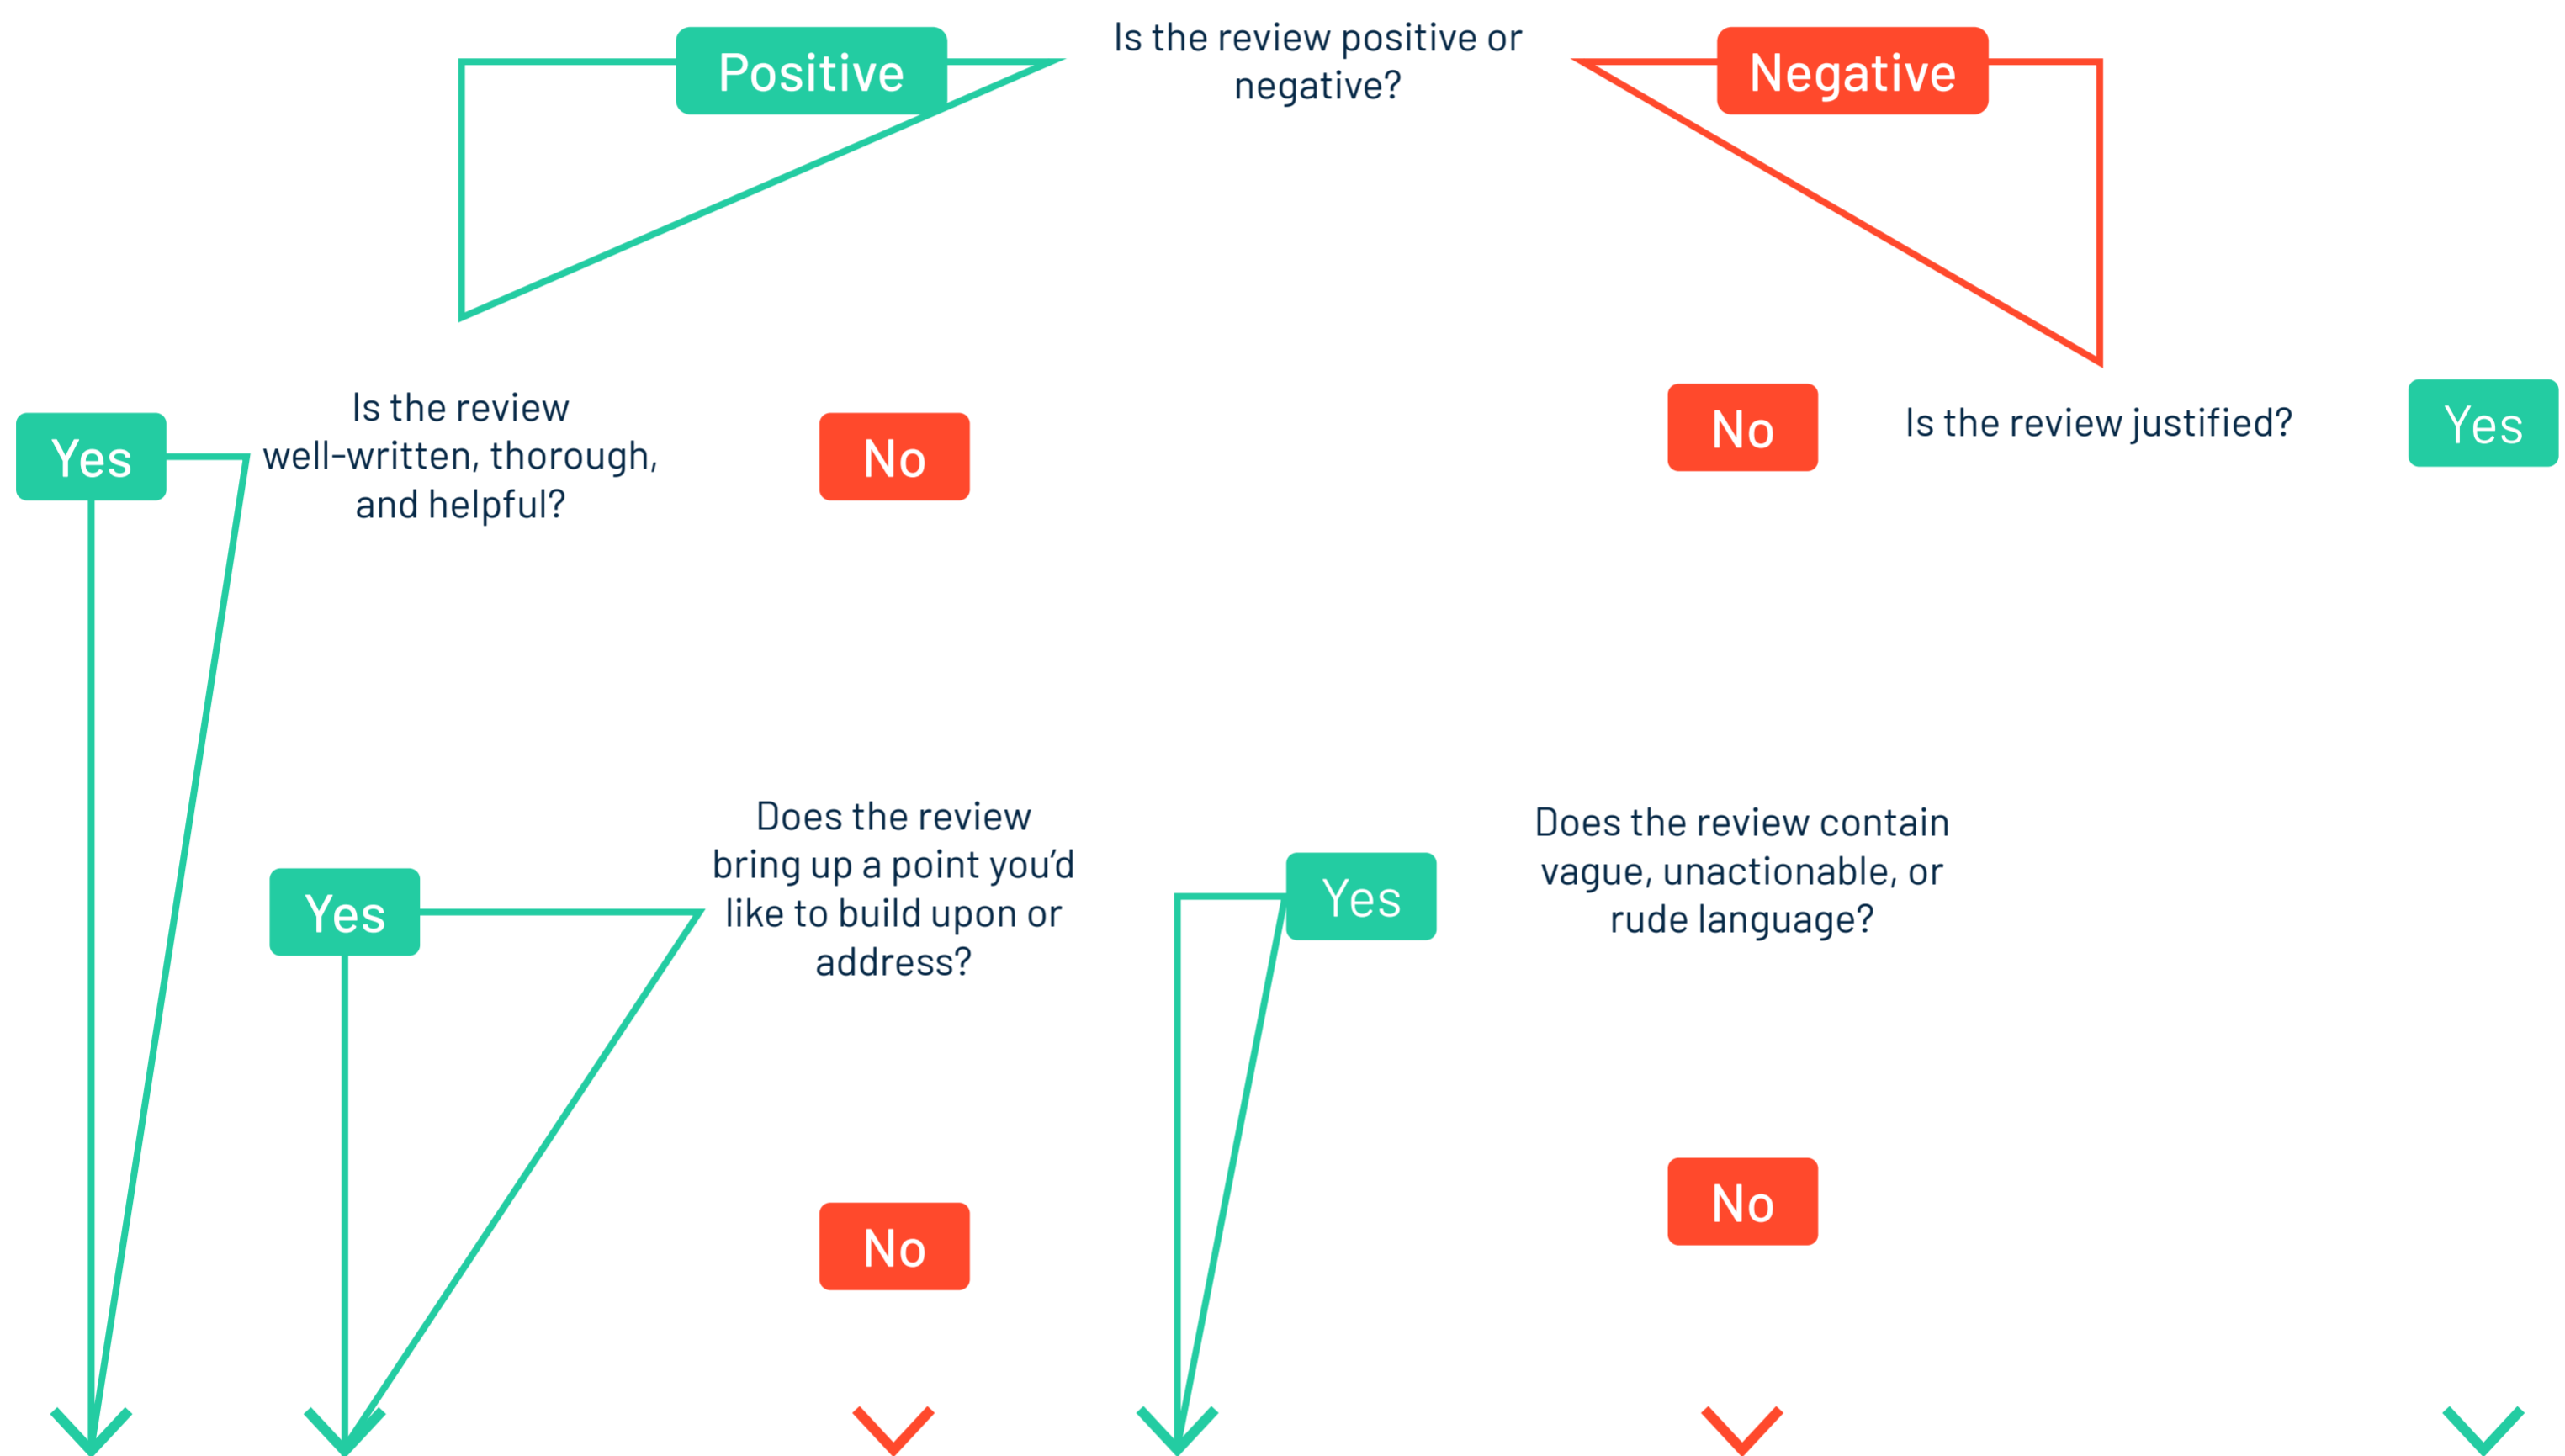 Positive
Is the review positive or
negative?
Negative
Yes
Is the review
well-written, thorough,
and helpful?
No
No
Is the review justified?
Yes
Yes
Does the review
bring up a point you’d
like to build upon or
address?
Yes
Does the review contain
vague, unactionable, or
rude language?
No
No